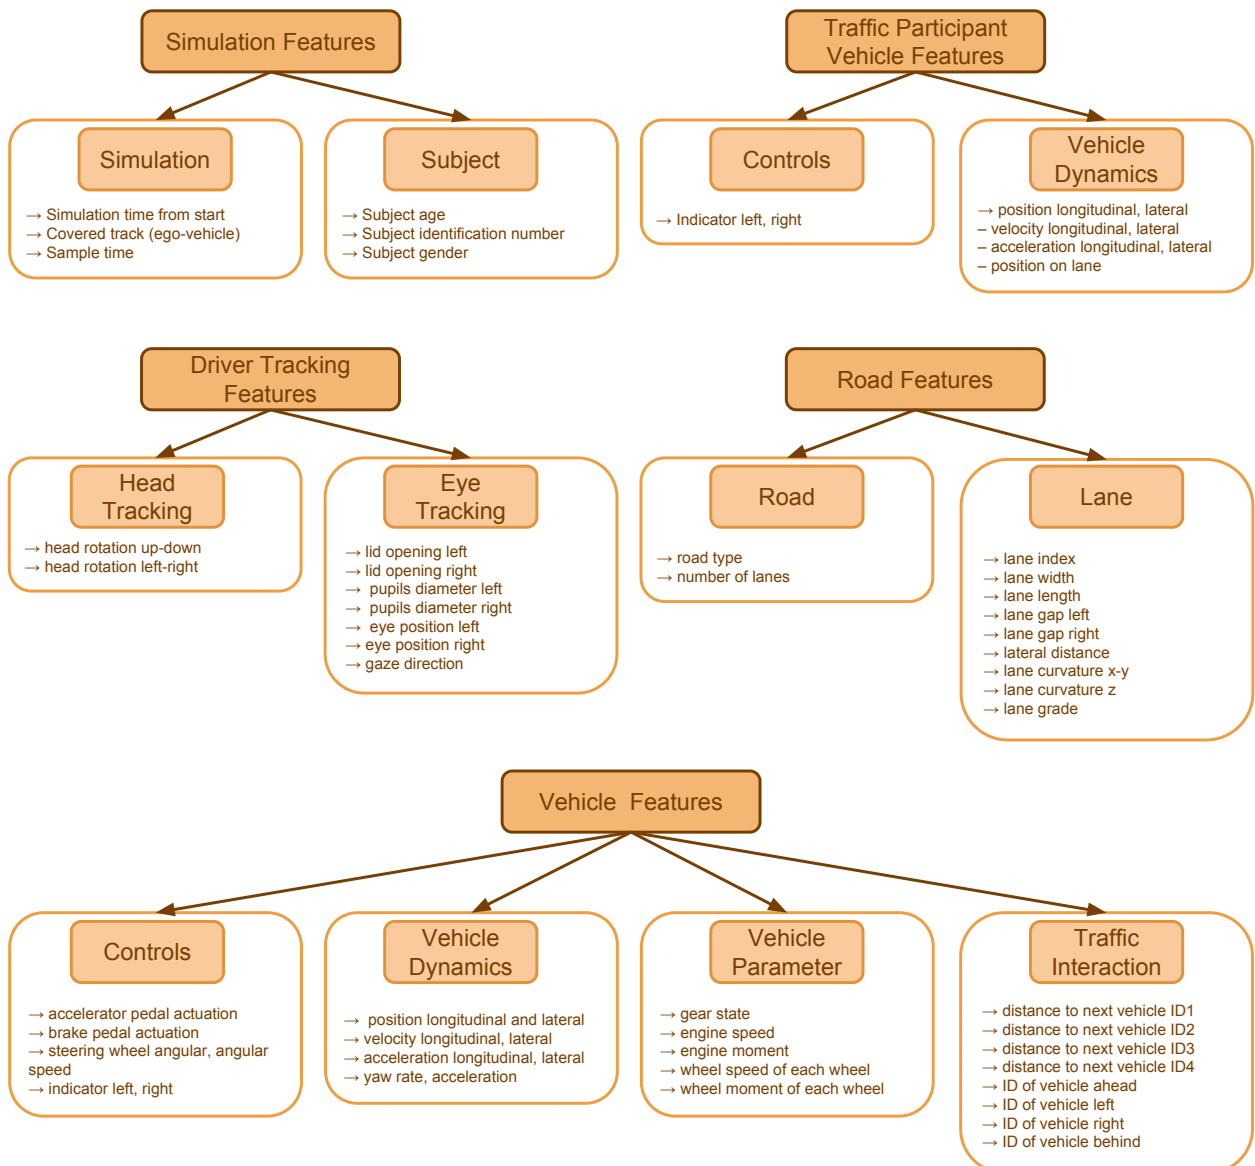 Simulation Features
Simulation
→ Simulation time from start
→ Covered track (ego-vehicle)
→ Sample time
Subject
→ Subject age
→ Subject identification number
→ Subject gender
Traffic Participant
Vehicle Features
Controls
→ Indicator left, right
Vehicle
Dynamics
→ position longitudinal, lateral
– velocity longitudinal, lateral
– acceleration longitudinal, lateral
– position on lane
Driver Tracking
Features
Head
Tracking
→ head rotation up-down
→ head rotation left-right
Eye
Tracking
→ lid opening left
→ lid opening right
→ pupils diameter left
→ pupils diameter right
→ eye position left
→ eye position right
→ gaze direction
Road Features
Road
→ road type
→ number of lanes
Lane
→ lane index
→ lane width
→ lane length
→ lane gap left
→ lane gap right
→ lateral distance
→ lane curvature x-y
→ lane curvature z
→ lane grade
Vehicle Features
Controls
→ accelerator pedal actuation
→ brake pedal actuation
→ steering wheel angular, angular
speed
→ indicator left, right
Vehicle
Dynamics
→ position longitudinal and lateral
→ velocity longitudinal, lateral
→ acceleration longitudinal, lateral
→ yaw rate, acceleration
Vehicle
Parameter
→ gear state
→ engine speed
→ engine moment
→ wheel speed of each wheel
→ wheel moment of each wheel
Traffic
Interaction
→ distance to next vehicle ID1
→ distance to next vehicle ID2
→ distance to next vehicle ID3
→ distance to next vehicle ID4
→ ID of vehicle ahead
→ ID of vehicle left
→ ID of vehicle right
→ ID of vehicle behind